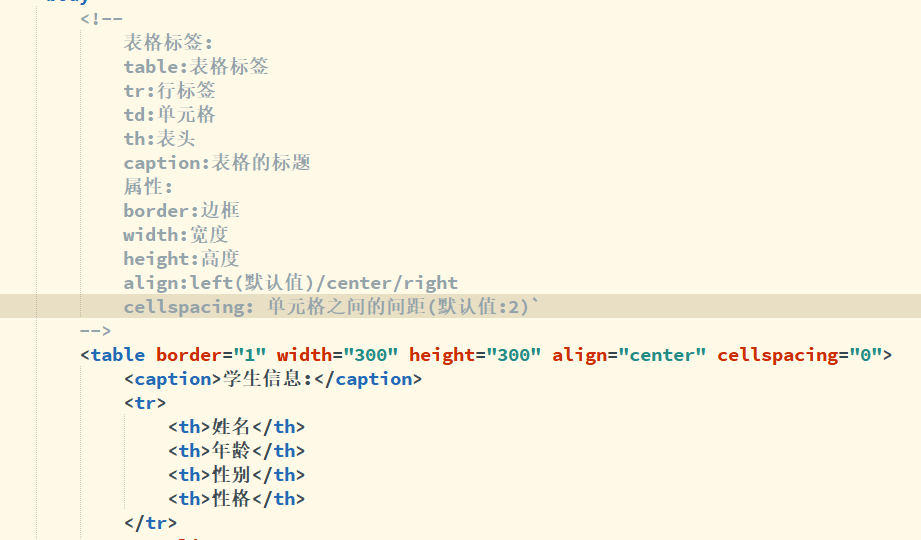 <!--
表格标签:
table:表格标签
tr:行标签
td:单元格
th:表头
caption:表格的标题
属性:
border:边框
width:宽度
height:高度
align:left(默认值)/center/right
cellspacing: 单元格之间的间距(默认值:2)`
-->
<table border="1" width="300" height="300" align="center" cellspacing="0">
<caption>学生信息:</caption>
<tr>
<th>姓名</th>
<th>年龄</th>
<th>性别</th>
<th>性格</th>
</tr>